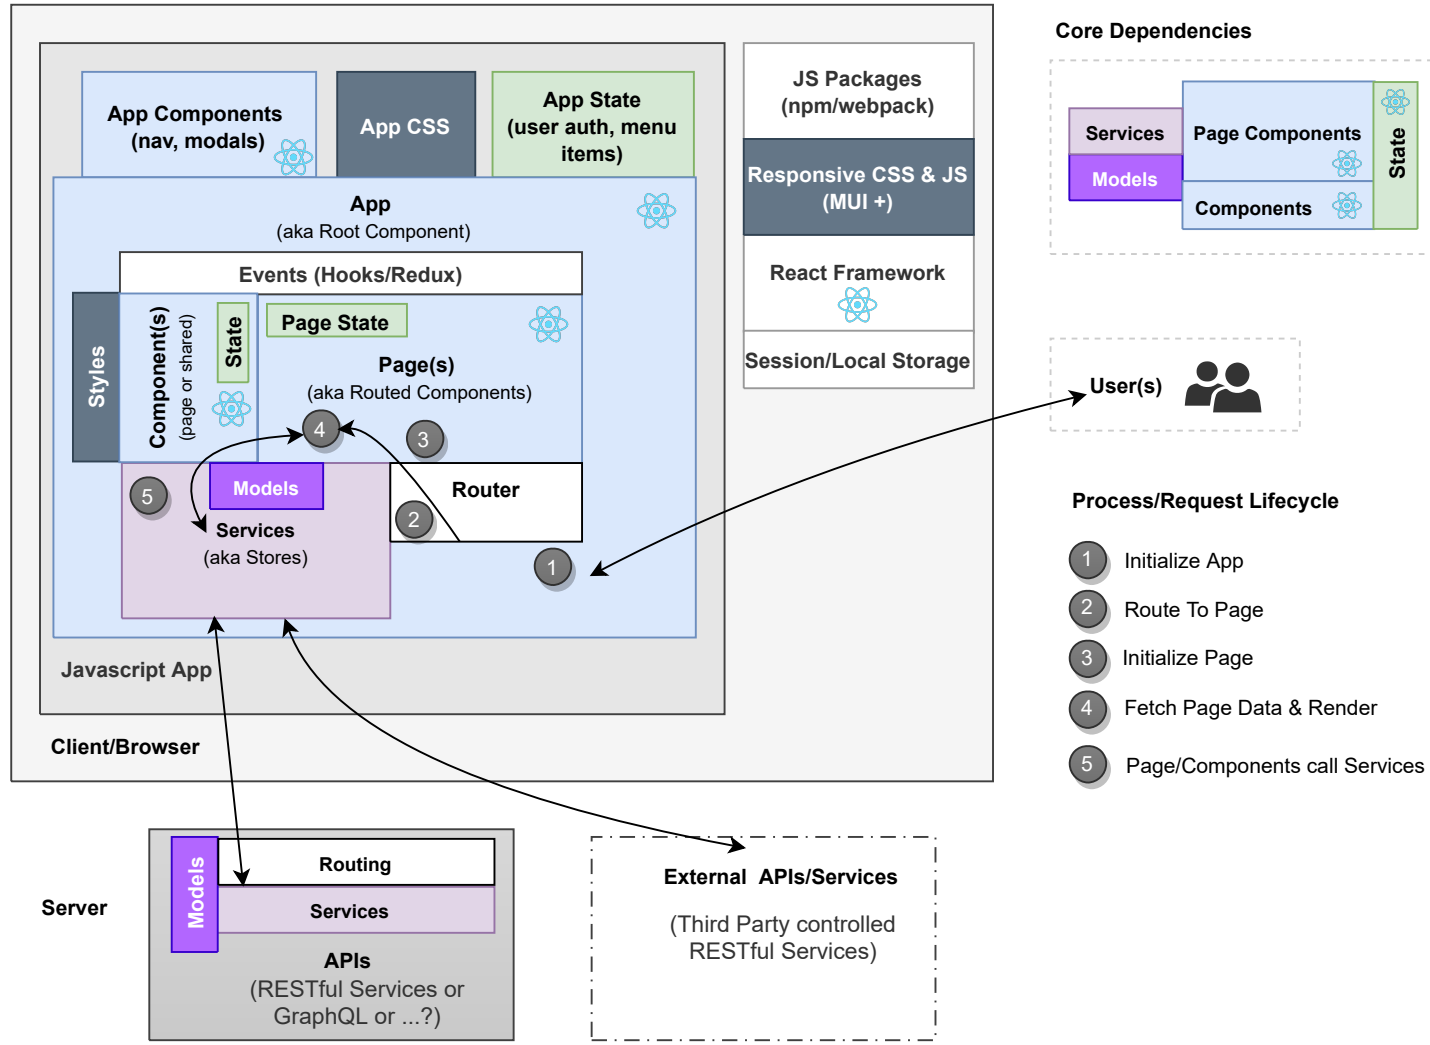 Core Dependencies
App Components
(nav, modals)
App CSS
App State
(user auth, menu
items)
JS Packages
(npm/webpack)
Responsive CSS & JS
(MUI +)
React Framework
Session/Local Storage
Services
Models
Page Components
Components
State
App
(aka Root Component)
Events (Hooks/Redux)
Styles
Component(s)
(page or shared)
State
Page State
Page(s)
(aka Routed Components)
4
3
5
Models
Services
(aka Stores)
2
Router
1
Javascript App
Client/Browser
User(s)
Process/Request Lifecycle
1 Initialize App
2 Route To Page
3 Initialize Page
4 Fetch Page Data & Render
5 Page/Components call Services
Server
Models
Routing
Services
APIs
(RESTful Services or
GraphQL or ...?)
External APIs/Services
(Third Party controlled
RESTful Services)